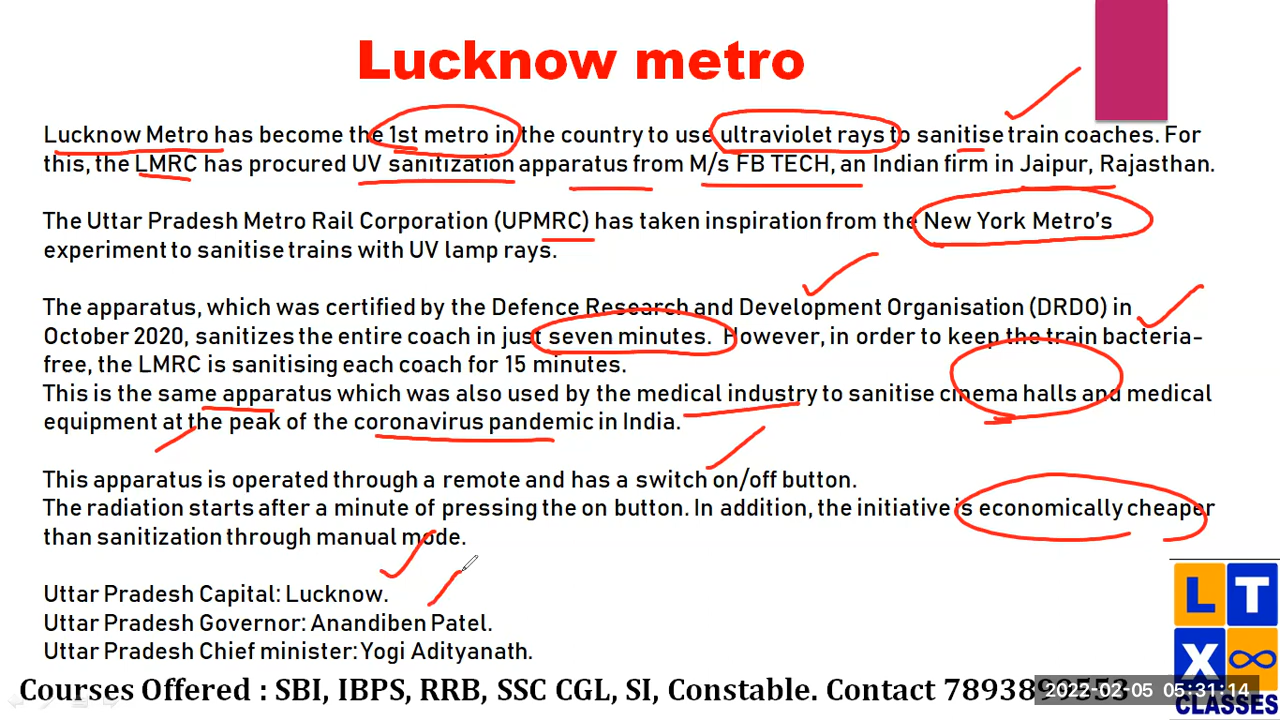 Lucknow metro
Lucknow Metro has become the 1st metro in the country to use ultraviolet rays to sanitise train coaches. For
this, the LMRC has procured UV sanitization apparatus from M/s FB TECH, an Indian firm in Jaipur, Rajasthan.
The Uttar Pradesh Metro Rail Corporation (UPMRC) has taken inspiration from the New York Metro's
experiment to sanitise trains with UV lamp rays.
The apparatus, which was certified by the Defence Research and Development Organisation (DRDO) in
October 2020, sanitizes the entire coach in just seven minutes. However, in order to keep the train bacteria-
free, the LMRC is sanitising each coach for 15 minutes.
This is the same apparatus which was also used by the medical industry to sanitise cinema halls and medical
equipment at the peak of the coronavirus pandemic in India.
This apparatus is operated through a remote and has a switch on/off button.
The radiation starts after a minute of pressing the on button. In addition, the initiative is economically cheaper
than sanitization through manual mode.
Uttar Pradesh Capital: Lucknow.
Uttar Pradesh Governor: Anandiben Patel.
Uttar Pradesh Chief minister: Yogi Adityanath.
L T
X ∞
Courses Offered : SBI, IBPS, RRB, SSC CGL, SI, Constable. Contact 7893899553
2022-02-05 05:31:14
CLASSES